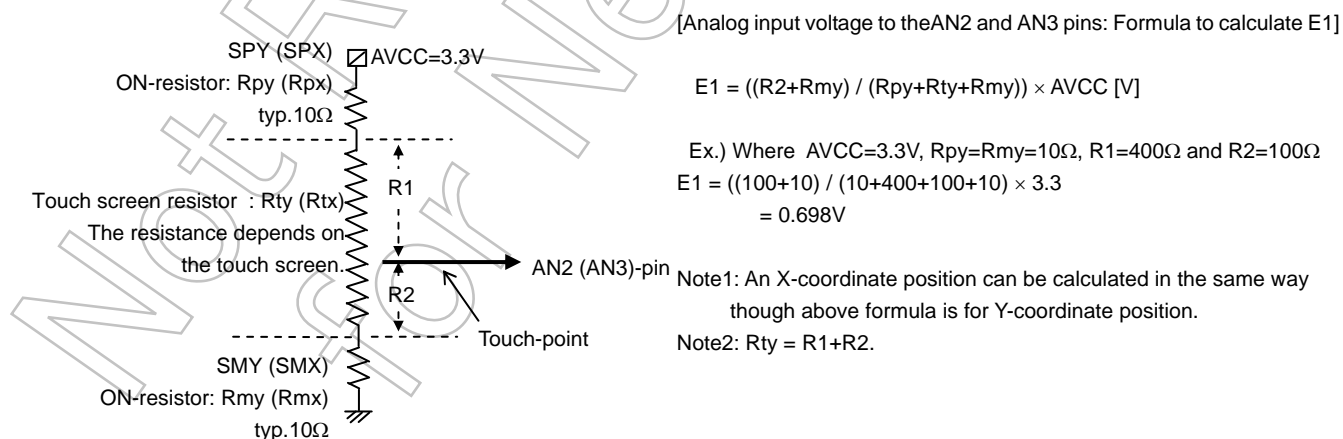 SPY (SPX)
AVCC=3.3V
ON-resistor: Rpy (Rpx)
typ.10Ω
R1
Touch screen resistor : Rty (Rtx)
The resistance depends on
the touch screen.
AN2 (AN3)-pin
R2
Touch-point
SMY (SMX)
ON-resistor: Rmy (Rmx)
typ.10Ω
[Analog input voltage to theAN2 and AN3 pins: Formula to calculate E1]
E1 = ((R2+Rmy) / (Rpy+Rty+Rmy)) × AVCC [V]
Ex.) Where AVCC=3.3V, Rpy=Rmy=10Ω, R1=400Ω and R2=100Ω
E1 = ((100+10) / (10+400+100+10) × 3.3
= 0.698V
Note1: An X-coordinate position can be calculated in the same way
though above formula is for Y-coordinate position.
Note2: Rty = R1+R2.
Not R
for Ne